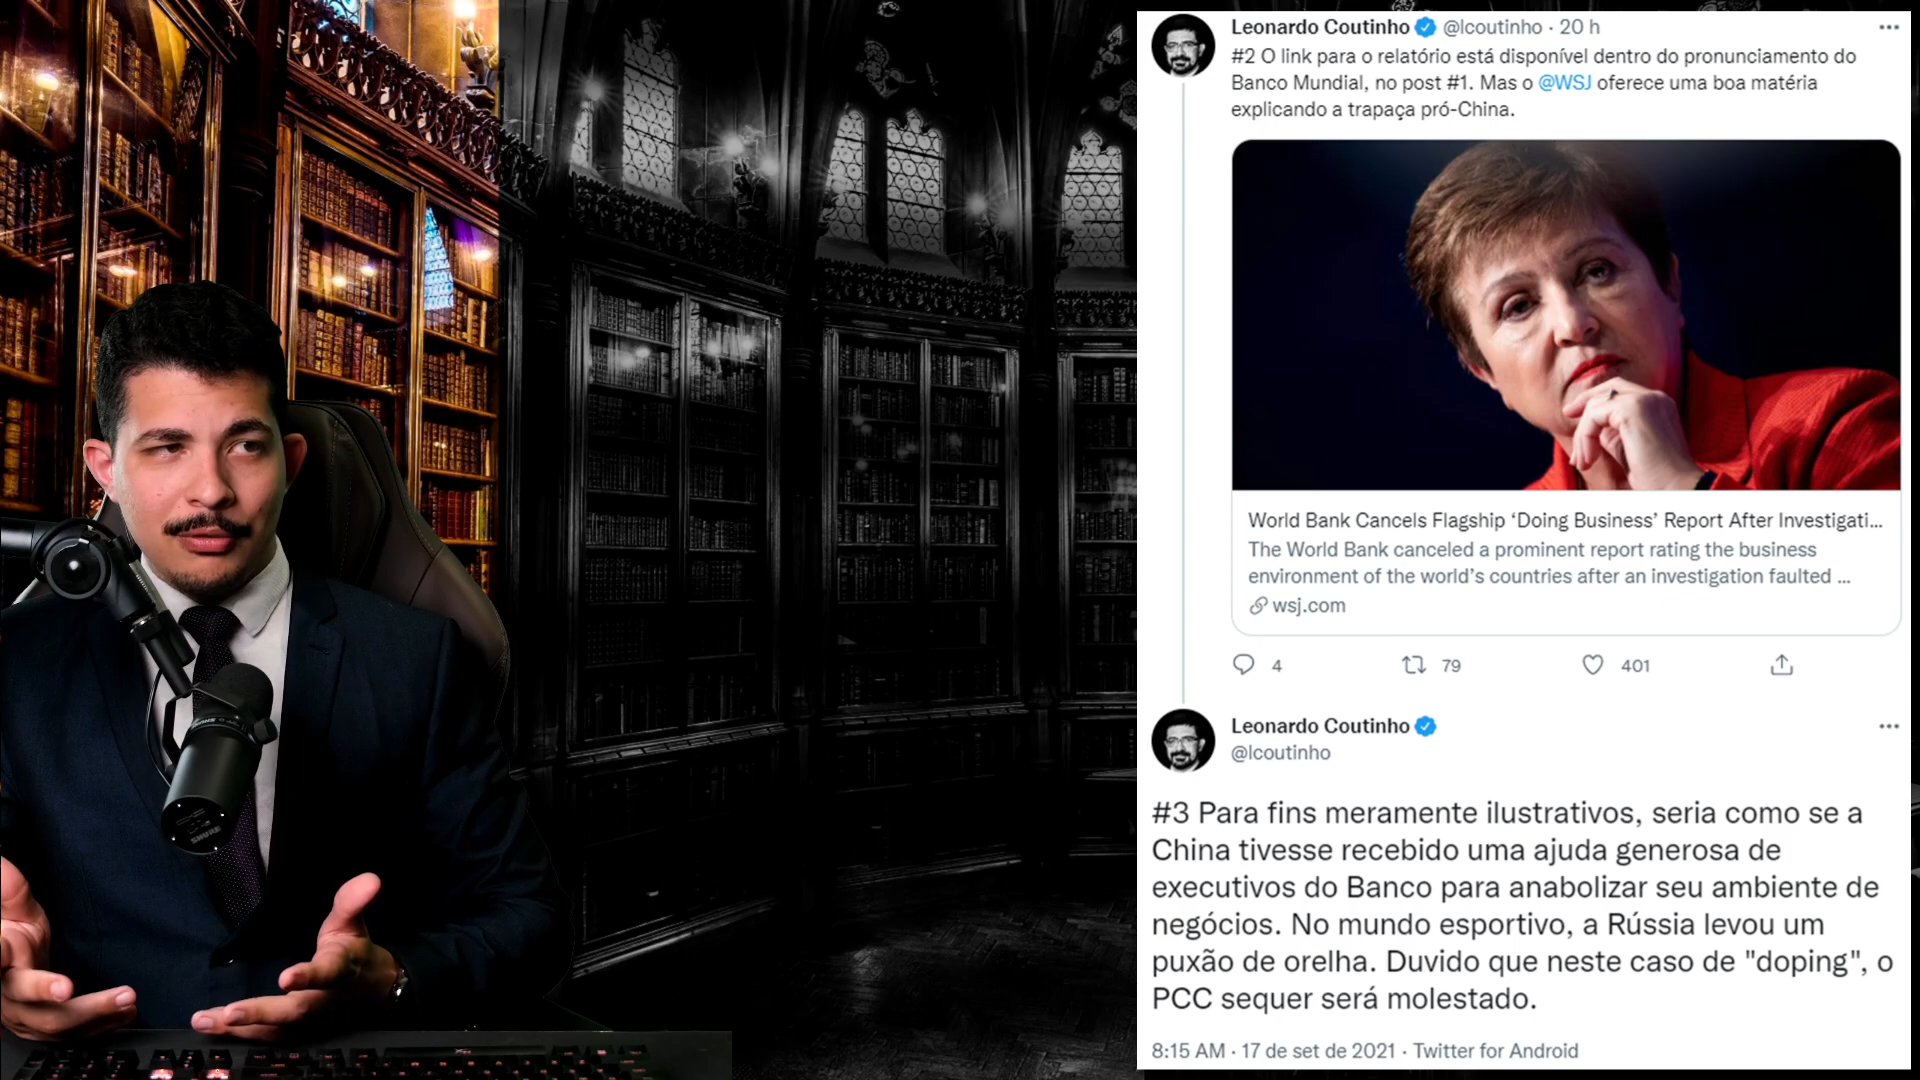 Leonardo Coutinho @lcoutinho · 20 h
#2 O link para o relatório está disponível dentro do pronunciamento do
Banco Mundial, no post #1. Mas o @WSJ oferece uma boa matéria
explicando a trapaça pró-China.
World Bank Cancels Flagship ‘Doing Business’ Report After Investigati...
The World Bank canceled a prominent report rating the business
environment of the world’s countries after an investigation faulted ...
wsj.com
4 79 401
Leonardo Coutinho
@lcoutinho
#3 Para fins meramente ilustrativos, seria como se a
China tivesse recebido uma ajuda generosa de
executivos do Banco para anabolizar seu ambiente de
negócios. No mundo esportivo, a Rússia levou um
puxão de orelha. Duvido que neste caso de "doping", o
PCC sequer será molestado.
8:15 AM · 17 de set de 2021 · Twitter for Android
SHURE
SHURE